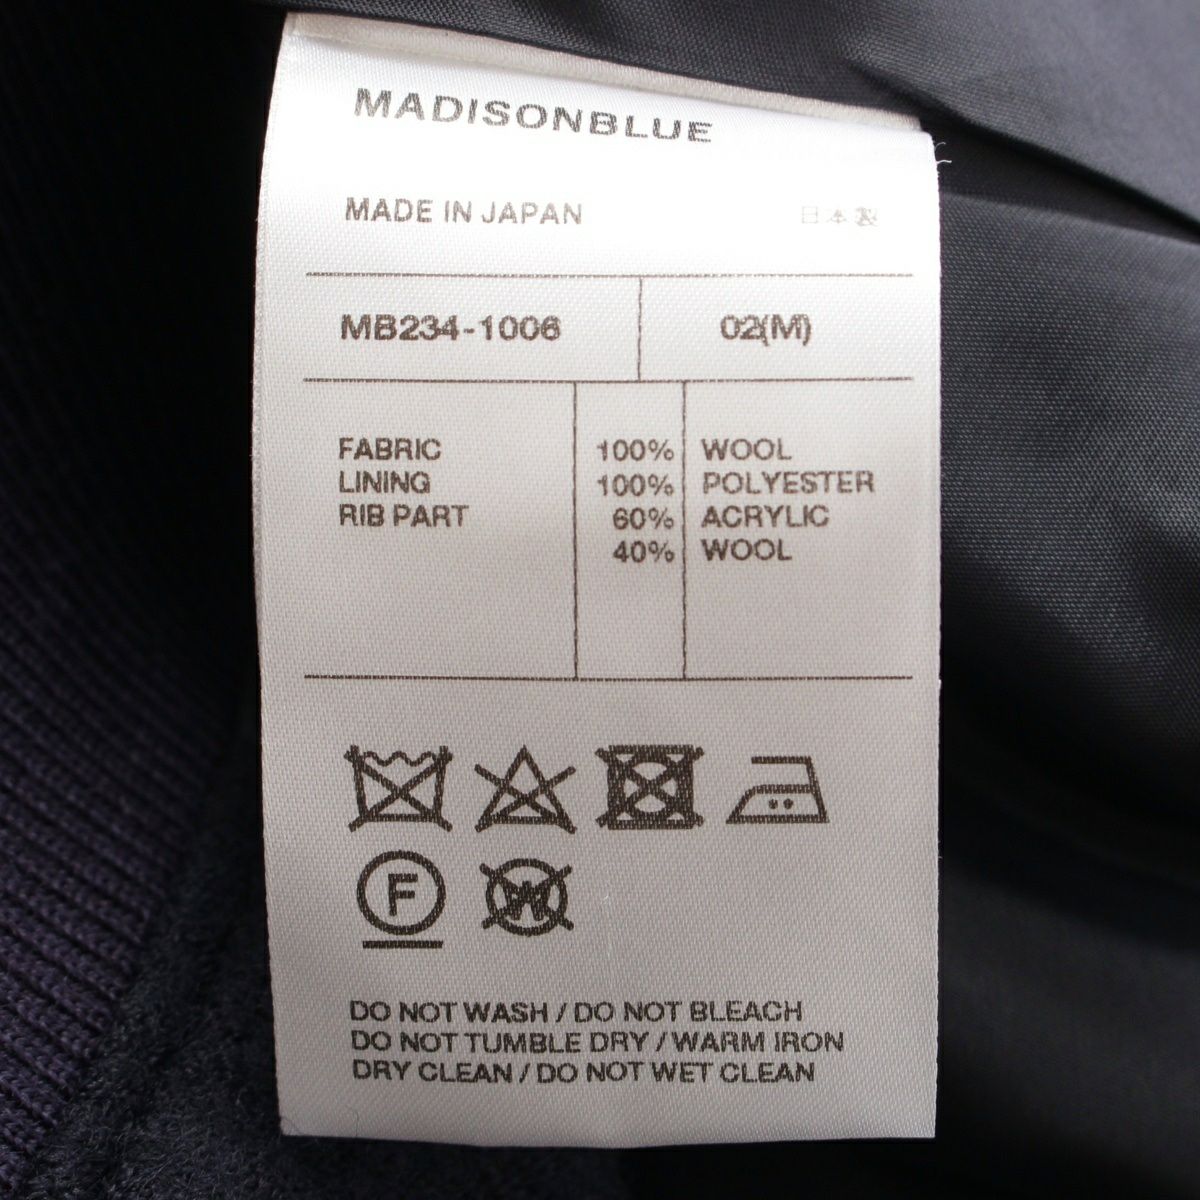 MADISONBLUE
MADE IN JAPAN 日本製
MB234-1006 02(M)
FABRIC 100% WOOL
LINING 100% POLYESTER
RIB PART 60% ACRYLIC
40% WOOL
F W
DO NOT WASH / DO NOT BLEACH
DO NOT TUMBLE DRY / WARM IRON
DRY CLEAN / DO NOT WET CLEAN